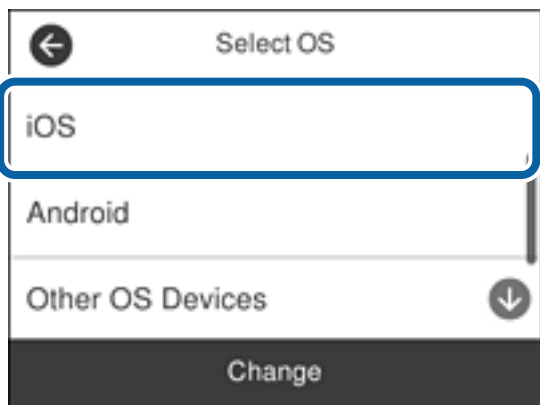 Select OS
iOS
Android
Other OS Devices
Change